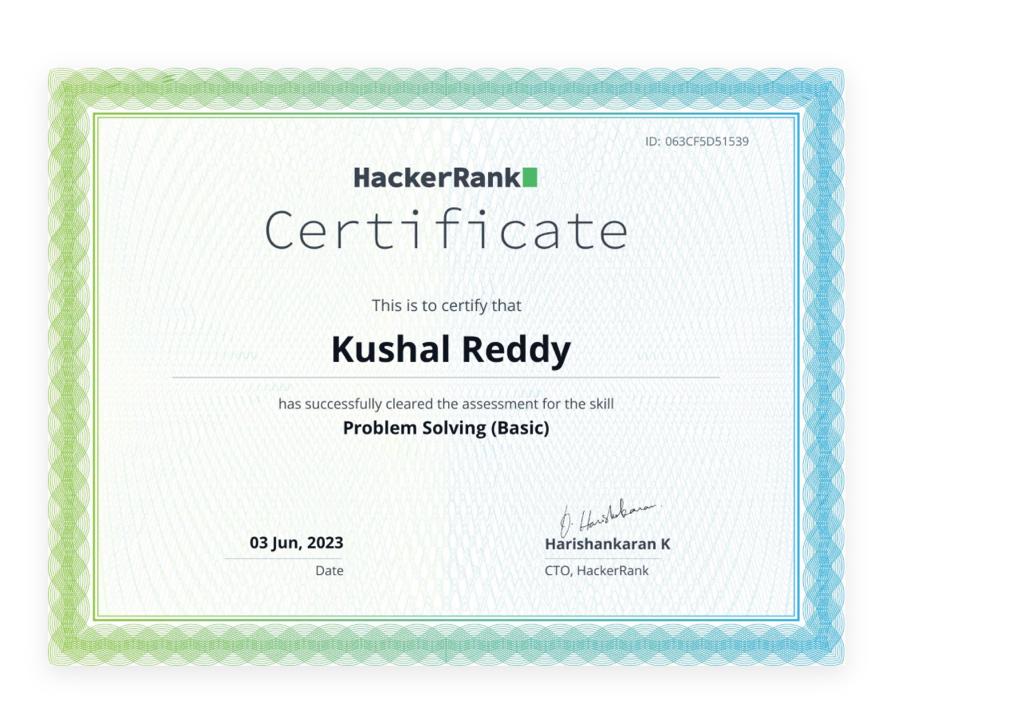 ID: 063CF5D51539
HackerRank
Certificate
This is to certify that
Kushal Reddy
has successfully cleared the assessment for the skill
Problem Solving (Basic)
03 Jun, 2023
Date
Harishankaran K
CTO, HackerRank